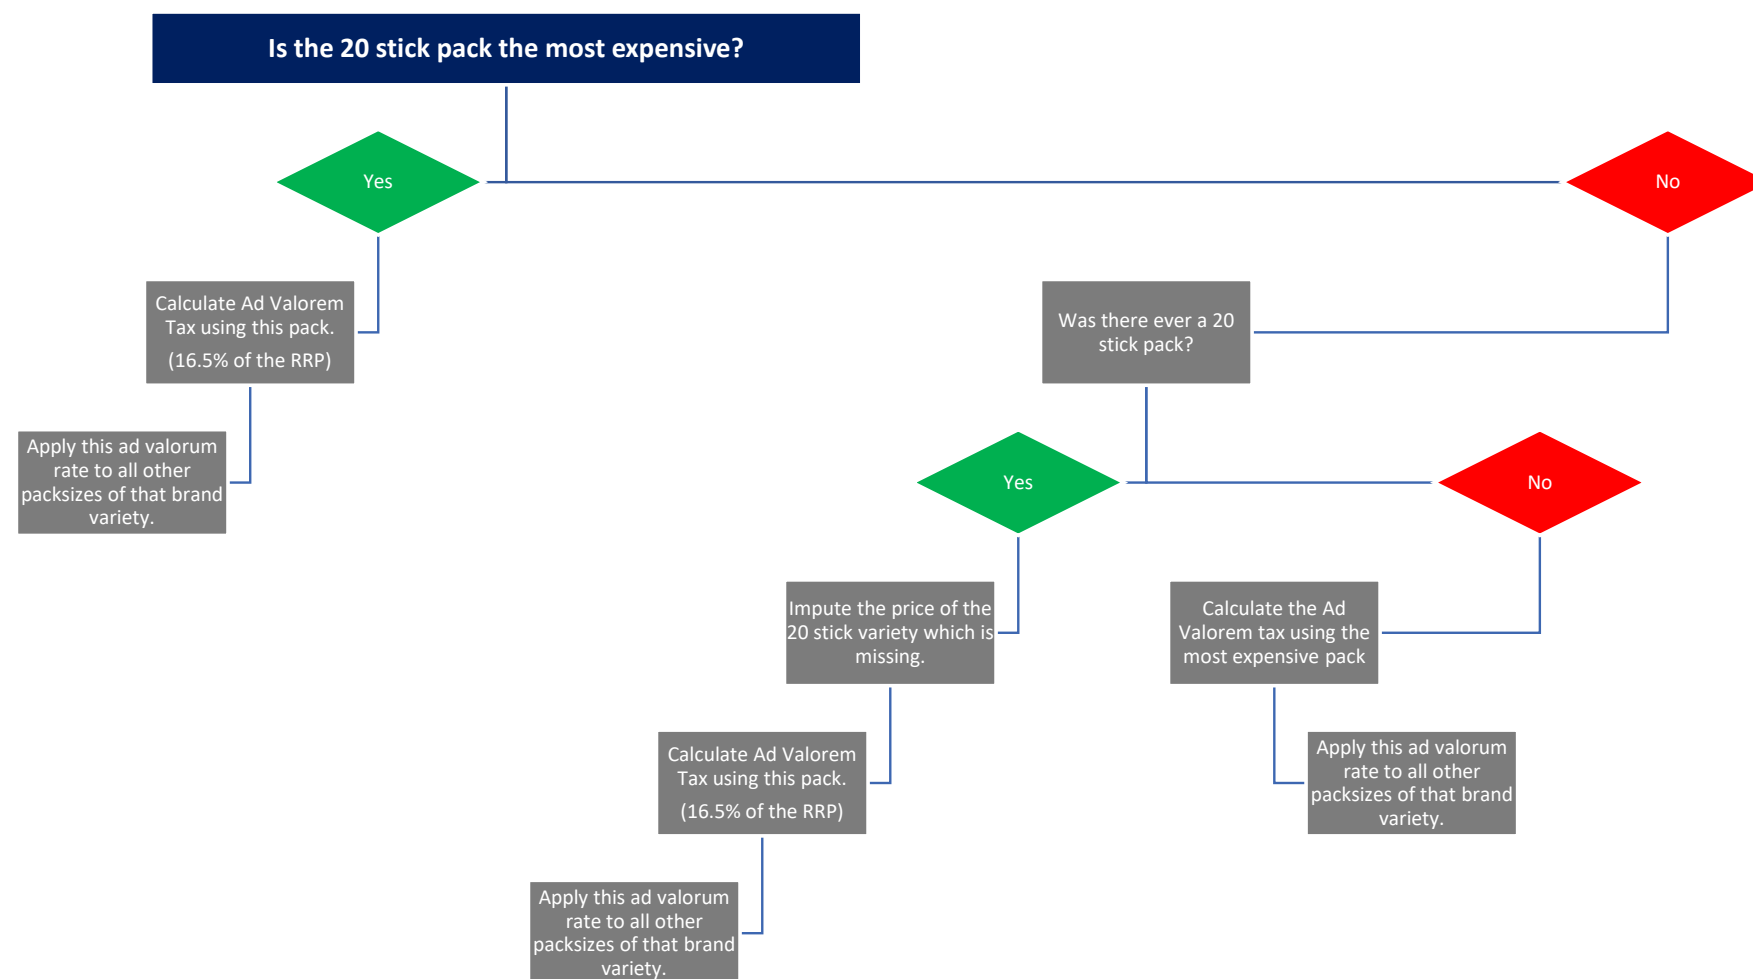 Is the 20 stick pack the most expensive?
Yes
No
Calculate Ad Valorem
Tax using this pack.
(16.5% of the RRP)
Was there ever a 20
stick pack?
Apply this ad valorum
rate to all other
packsizes of that brand
variety.
Yes
No
Impute the price of the
20 stick variety which is
missing.
Calculate the Ad
Valorem tax using the
most expensive pack
Calculate Ad Valorem
Tax using this pack.
(16.5% of the RRP)
Apply this ad valorum
rate to all other
packsizes of that brand
variety.
Apply this ad valorum
rate to all other
packsizes of that brand
variety.